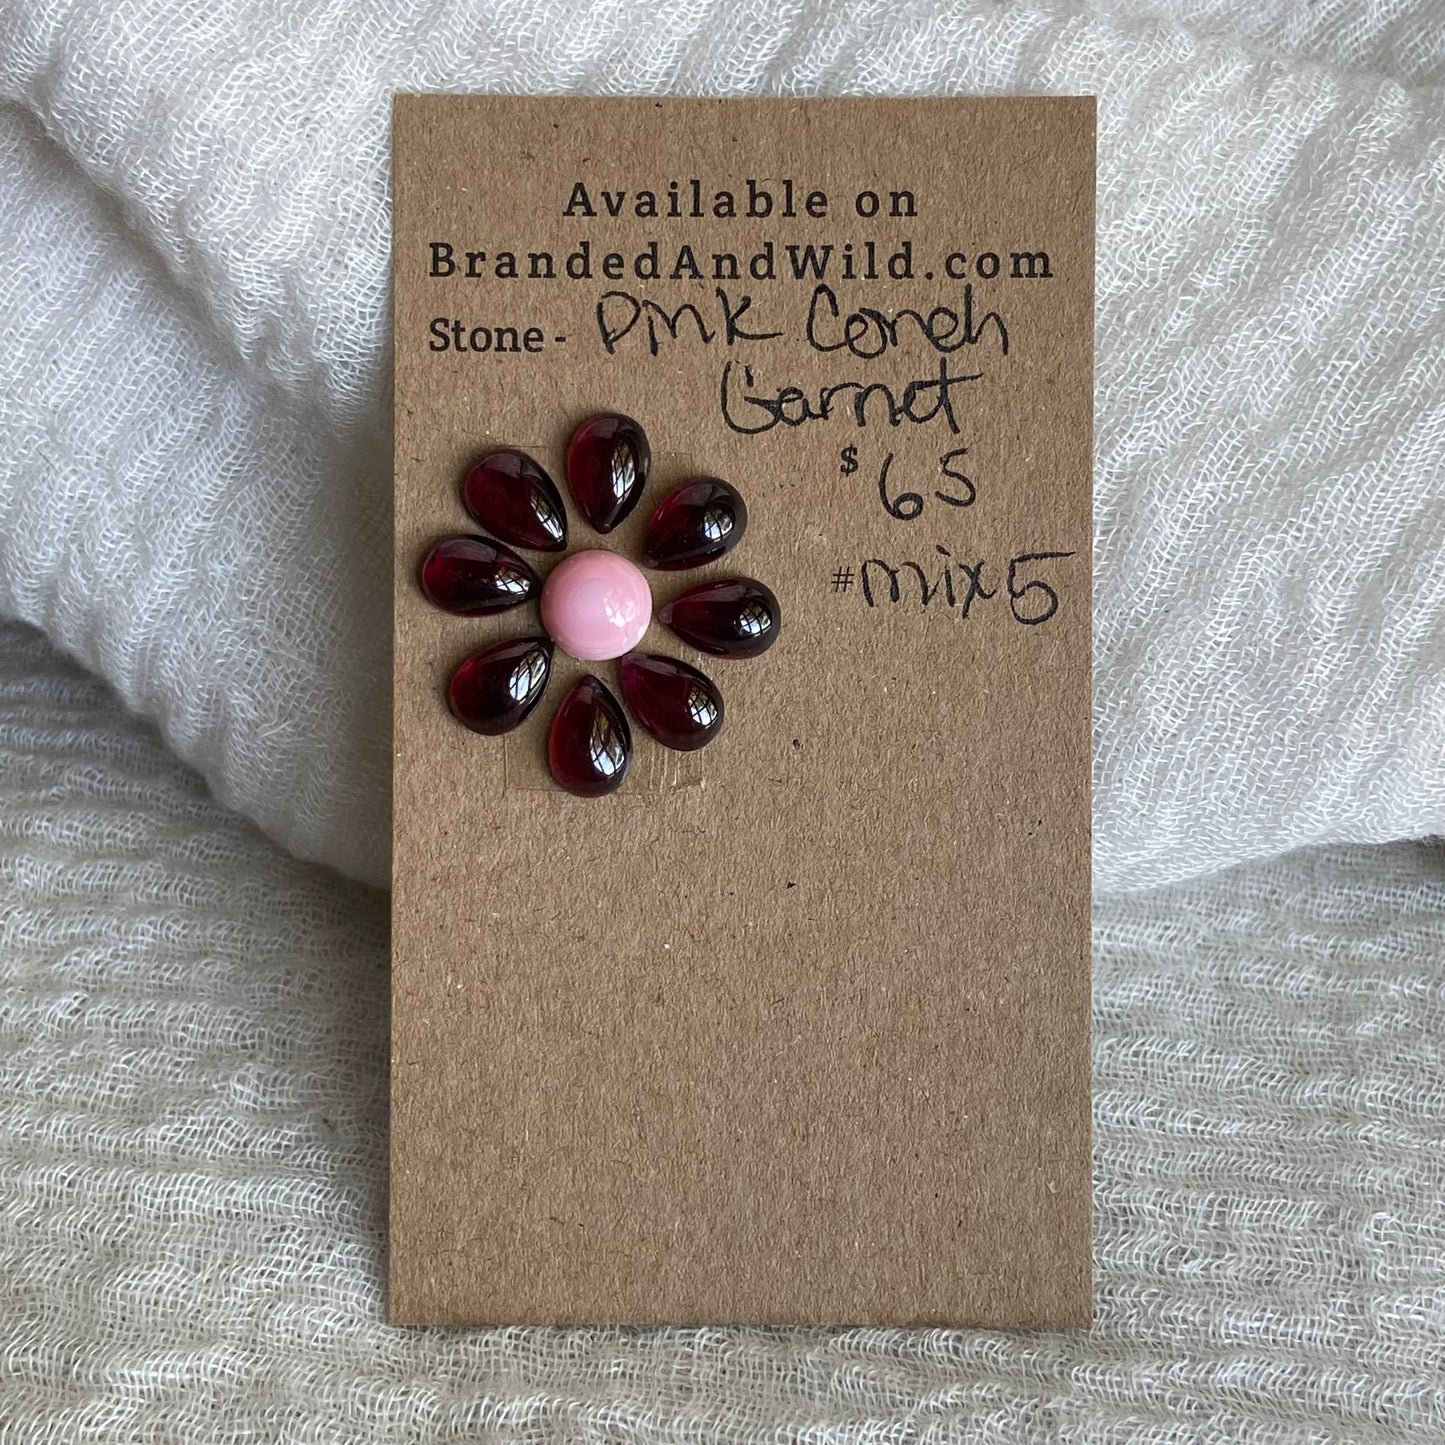 Available on
BrandedAndWild.com
Stone - Pink Conch
Garnet
$65
#mix5